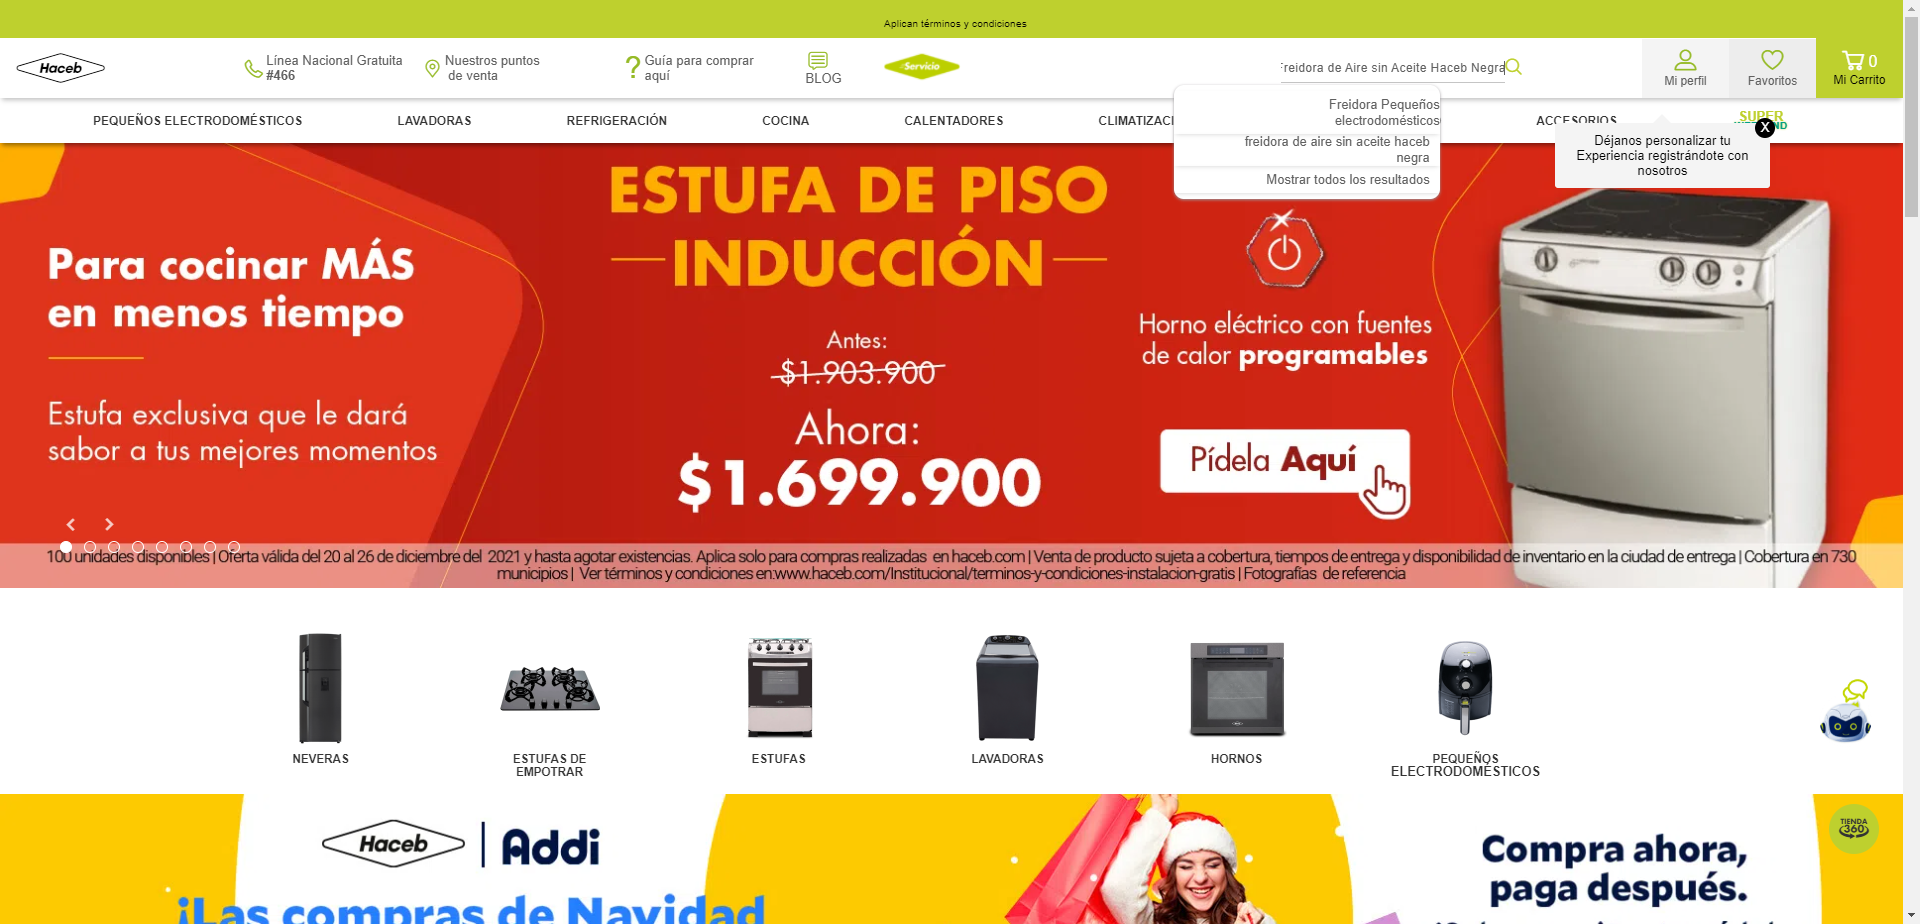 Aplican términos y condiciones
Haceb
Línea Nacional Gratuita
#466
Nuestros puntos
de venta
Guía para comprar
aquí
BLOG
Servicio
Freidora de Aire sin Aceite Haceb Negra
Mi perfil
Favoritos
0
Mi Carrito
PEQUEÑOS ELECTRODOMÉSTICOS
LAVADORAS
REFRIGERACIÓN
COCINA
CALENTADORES
ACCESORIOS
SUPER
Freidora Pequeños
electrodomésticos
freidora de aire sin aceite haceb
negra
Mostrar todos los resultados
X
Déjanos personalizar tu
Experiencia registrándote con
nosotros
Para cocinar MÁS
en menos tiempo
Estufa exclusiva que le dará
sabor a tus mejores momentos
ESTUFA DE PISO
INDUCCIÓN
Antes:
$1.903.900
Ahora:
$1.699.900
Horno eléctrico con fuentes
de calor programables
Pídela Aquí
100 unidades disponibles | Oferta válida del 20 al 26 de diciembre del 2021 y hasta agotar existencias. Aplica solo para compras realizadas en haceb.com | Venta de producto sujeta a cobertura, tiempos de entrega y disponibilidad de inventario en la ciudad de entrega | Cobertura en 730
municipios | Ver términos y condiciones en:www.haceb.com/Institucional/terminos-y-condiciones-instalacion-gratis | Fotografías de referencia
NEVERAS
ESTUFAS DE
EMPOTRAR
ESTUFAS
LAVADORAS
HORNOS
PEQUEÑOS
ELECTRODOMÉSTICOS
Haceb | Addi
¡Las compras de Navidad
Compra ahora,
paga después.
TIENDA
360